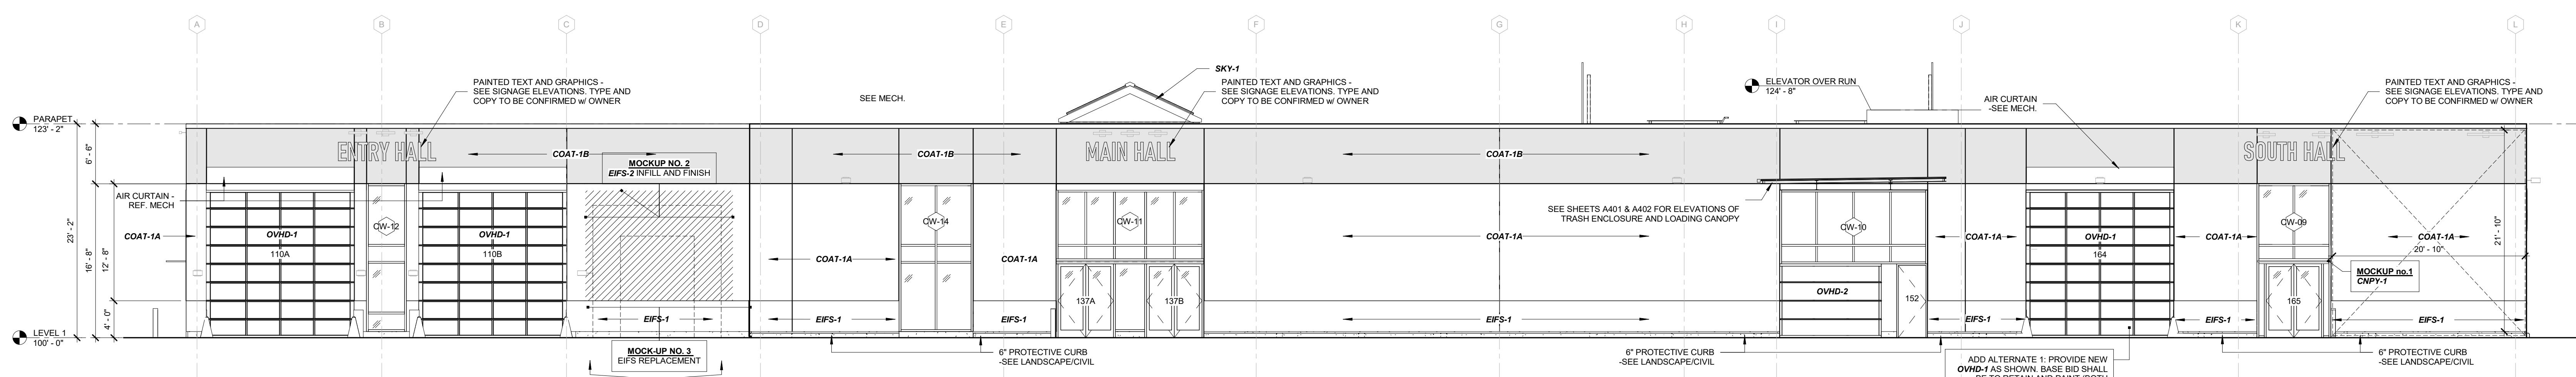 A B C D E F G H I J K L
PAINTED TEXT AND GRAPHICS -
SEE SIGNAGE ELEVATIONS. TYPE AND
COPY TO BE CONFIRMED w/ OWNER
SEE MECH.
SKY-1
PAINTED TEXT AND GRAPHICS -
SEE SIGNAGE ELEVATIONS. TYPE AND
COPY TO BE CONFIRMED w/ OWNER
ELEVATOR OVER RUN
124' - 8"
AIR CURTAIN
-SEE MECH.
PAINTED TEXT AND GRAPHICS -
SEE SIGNAGE ELEVATIONS. TYPE AND
COPY TO BE CONFIRMED w/ OWNER
PARAPET
123' - 2"
6' - 6"
23' - 2"
16' - 8"
12' - 8"
4' - 0"
ENTRY HALL
COAT-1B
MOCKUP NO. 2
EIFS-2 INFILL AND FINISH
COAT-1B
MAIN HALL
COAT-1B
SOUTH HALL
AIR CURTAIN -
REF. MECH
COAT-1A
OVHD-1
110A
CW-12
OVHD-1
110B
CW-14
COAT-1A
COAT-1A
CW-11
COAT-1A
SEE SHEETS A401 & A402 FOR ELEVATIONS OF
TRASH ENCLOSURE AND LOADING CANOPY
CW-10
COAT-1A
OVHD-1
164
COAT-1A
CW-09
COAT-1A
20' - 10"
21' - 10"
MOCKUP no.1
CNPY-1
137A
137B
OVHD-2
152
165
LEVEL 1
100' - 0"
EIFS-1
EIFS-1
EIFS-1
EIFS-1
EIFS-1
EIFS-1
EIFS-1
MOCK-UP NO. 3
EIFS REPLACEMENT
6" PROTECTIVE CURB
-SEE LANDSCAPE/CIVIL
6" PROTECTIVE CURB
-SEE LANDSCAPE/CIVIL
ADD ALTERNATE 1: PROVIDE NEW
OVHD-1 AS SHOWN. BASE BID SHALL
BE TO RETAIN AND PAINT (BOTH
6" PROTECTIVE CURB
-SEE LANDSCAPE/CIVIL